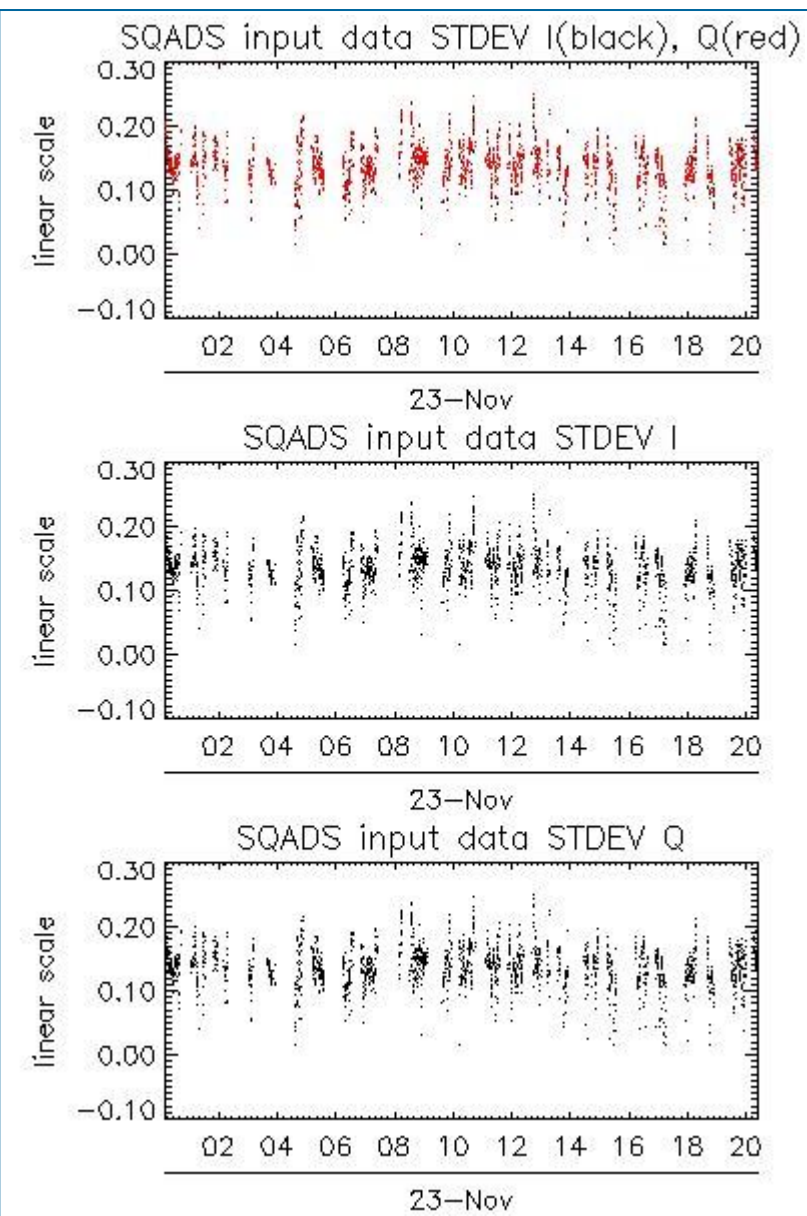 SQADS input data STDEV I(black), Q(red)
0.30
0.20
0.10
0.00
-0.10
linear scale
02 04 06 08 10 12 14 16 18 20
23-Nov
SQADS input data STDEV I
0.30
0.20
0.10
0.00
-0.10
linear scale
02 04 06 08 10 12 14 16 18 20
23-Nov
SQADS input data STDEV Q
0.30
0.20
0.10
0.00
-0.10
linear scale
02 04 06 08 10 12 14 16 18 20
23-Nov